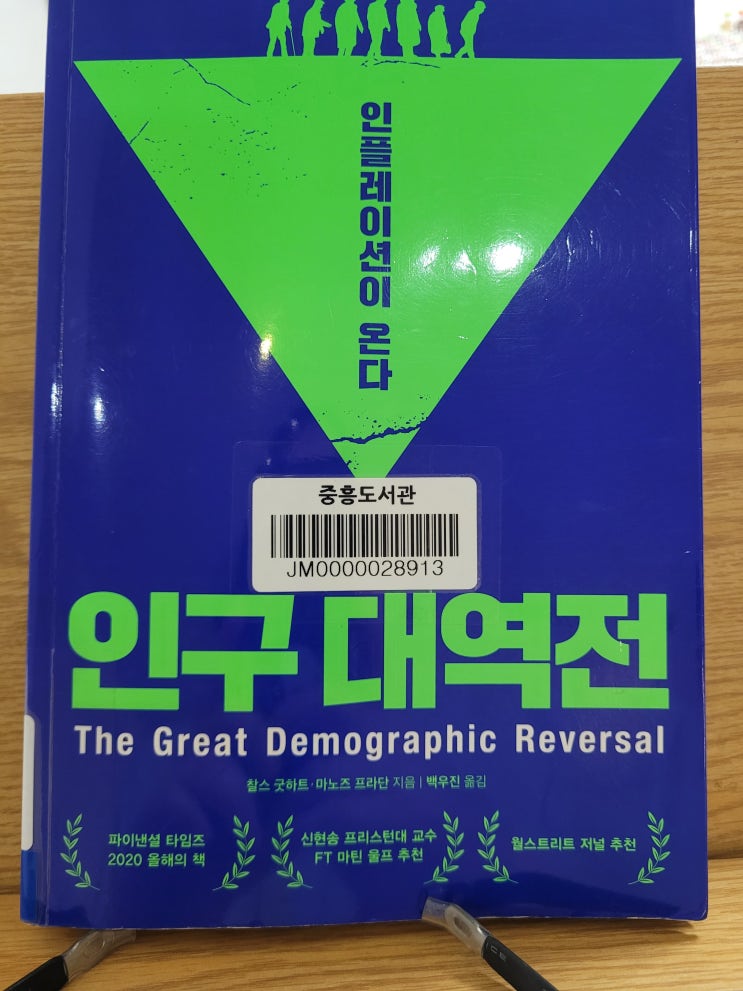 인플레이션이 온다
중흥도서관
JM0000028913
인구 대역전
The Great Demographic Reversal
찰스 굿하트·마노즈 프라단 지음 | 백우진 옮김
파이낸셜 타임즈
2020 올해의 책
신현송 프리스턴대 교수
FT 마틴 울프 추천
월스트리트 저널 추천